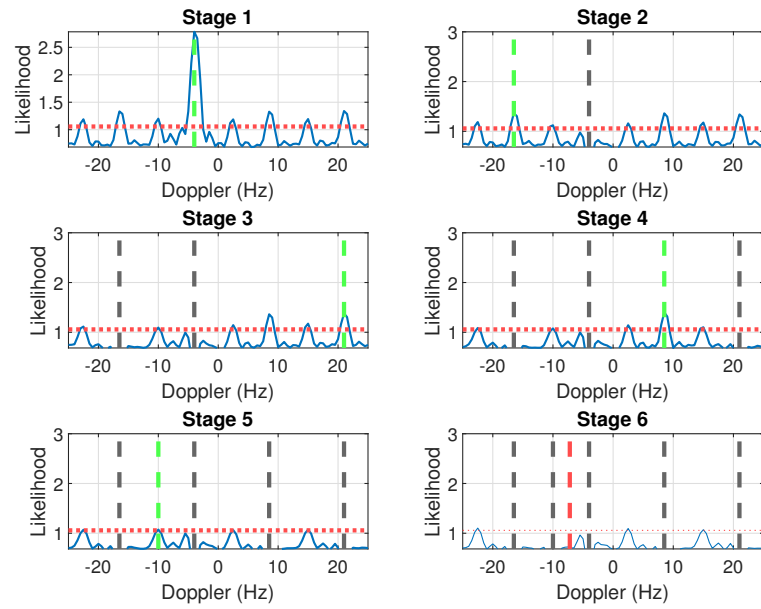 Stage 1
Likelihood
2.5
2
1.5
1
-20 -10 0 10 20
Doppler (Hz)
Stage 2
Likelihood
3
2
1
-20 -10 0 10 20
Doppler (Hz)
Stage 3
Likelihood
3
2
1
-20 -10 0 10 20
Doppler (Hz)
Stage 4
Likelihood
3
2
1
-20 -10 0 10 20
Doppler (Hz)
Stage 5
Likelihood
3
2
1
-20 -10 0 10 20
Doppler (Hz)
Stage 6
Likelihood
3
2
1
-20 -10 0 10 20
Doppler (Hz)